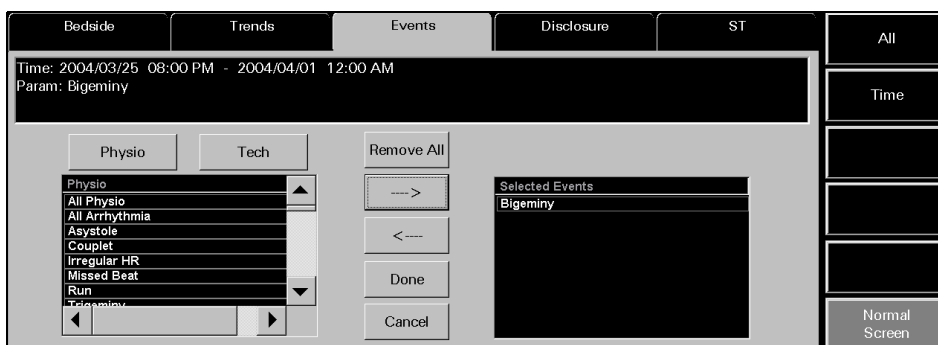 Bedside Trends Events Disclosure ST
All
Time: 2004/03/25 08:00 PM - 2004/04/01 12:00 AM
Param: Bigeminy
Time
Physio Tech Remove All
Physio
All Physio
All Arrhythmia
Asystole
Couplet
Irregular HR
Missed Beat
Run
Trigeminy
---->
<----
Done
Cancel
Selected Events
Bigeminy
Normal
Screen